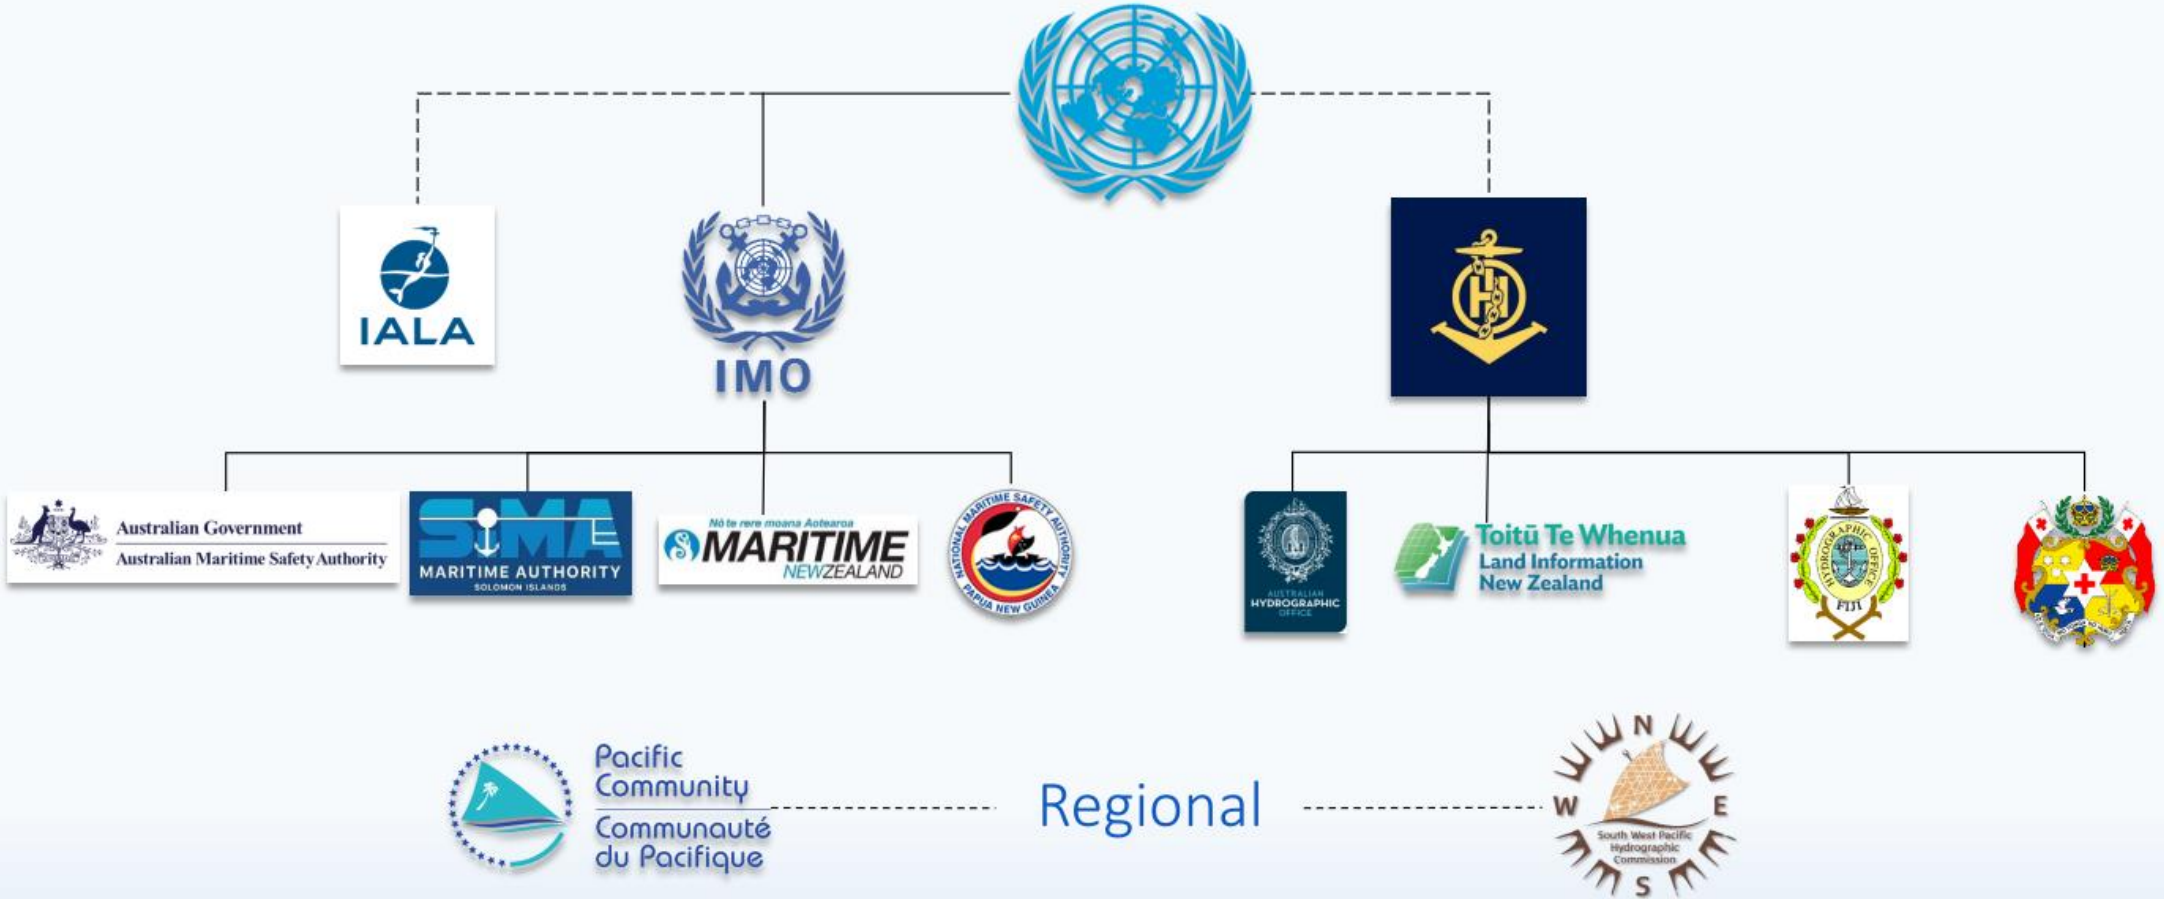 IALA
IMO
Australian Government
Australian Maritime Safety Authority
SIMA
MARITIME AUTHORITY
SOLOMON ISLANDS
Nō te rere moana Aotearoa
MARITIME
NEWZEALAND
NATIONAL MARITIME SAFETY AUTHORITY
PAPUA NEW GUINEA
AUSTRALIAN
HYDROGRAPHIC
OFFICE
Toitū Te Whenua
Land Information
New Zealand
HYDROGRAPHIC OFFICE
FIJI
Pacific
Community
Communauté
du Pacifique
Regional
N
W
E
South West Pacific
Hydrographic
Commission
S